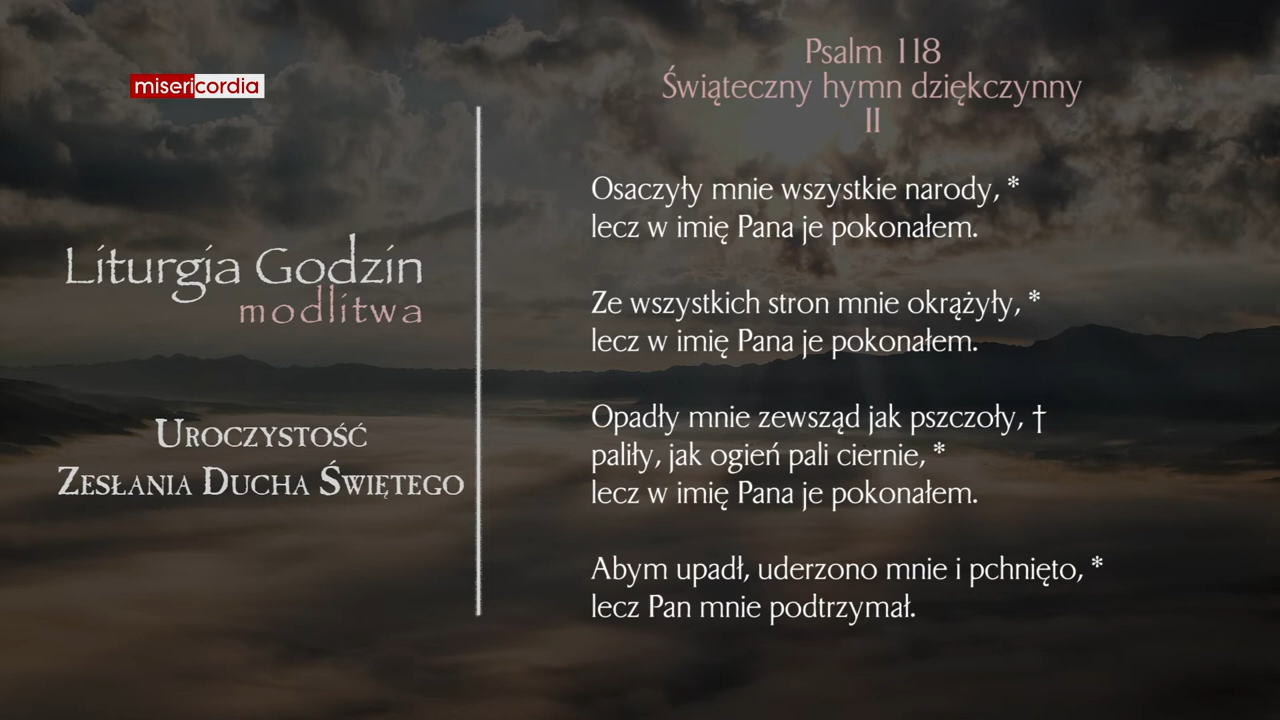 misericordia
Liturgia Godzin
modlitwa
Uroczystość
Zesłania Ducha Świętego
Psalm 118
Świąteczny hymn dziękczynny
II
Osaczyły mnie wszystkie narody, *
lecz w imię Pana je pokonałem.
Ze wszystkich stron mnie okrążyły, *
lecz w imię Pana je pokonałem.
Opadły mnie zewsząd jak pszczoły, †
paliły, jak ogień pali ciernie, *
lecz w imię Pana je pokonałem.
Abym upadł, uderzono mnie i pchnięto, *
lecz Pan mnie podtrzymał.